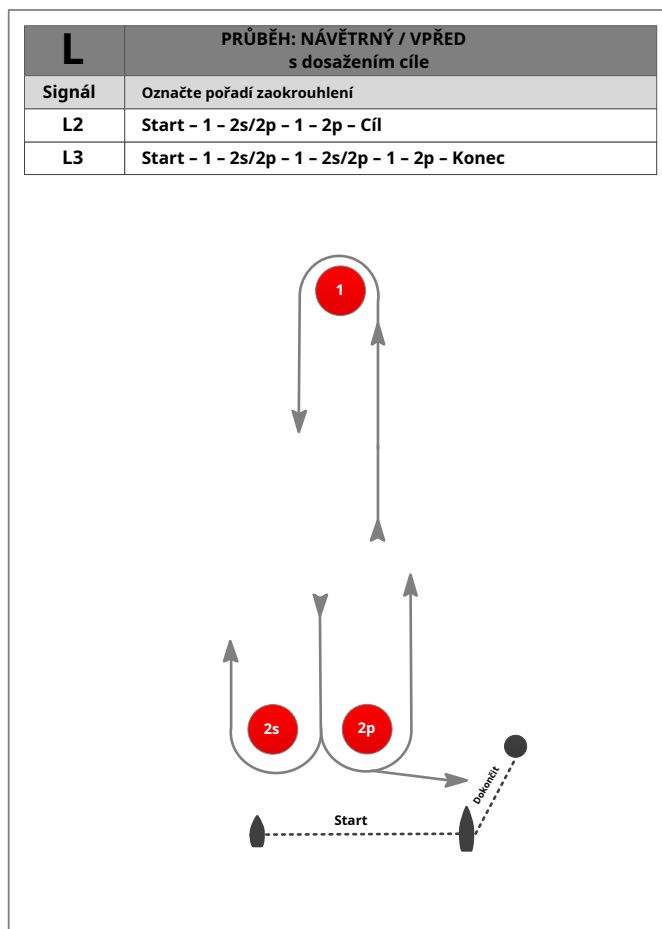 L
PRŮBĚH: NÁVĚTRNÝ / VPŘED
s dosažením cíle
Signál Označte pořadí zaokrouhlení
L2 Start – 1 – 2s/2p – 1 – 2p – Cíl
L3 Start – 1 – 2s/2p – 1 – 2s/2p – 1 – 2p – Konec
1
2s
2p
Dokončit
Start